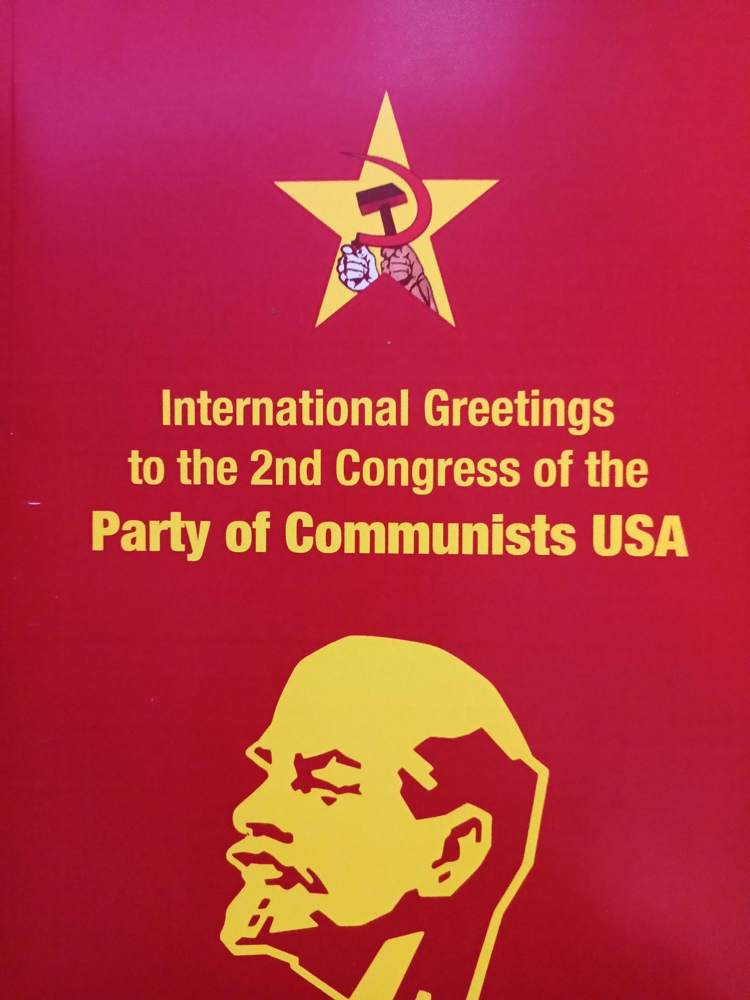 International Greetings
to the 2nd Congress of the
Party of Communists USA